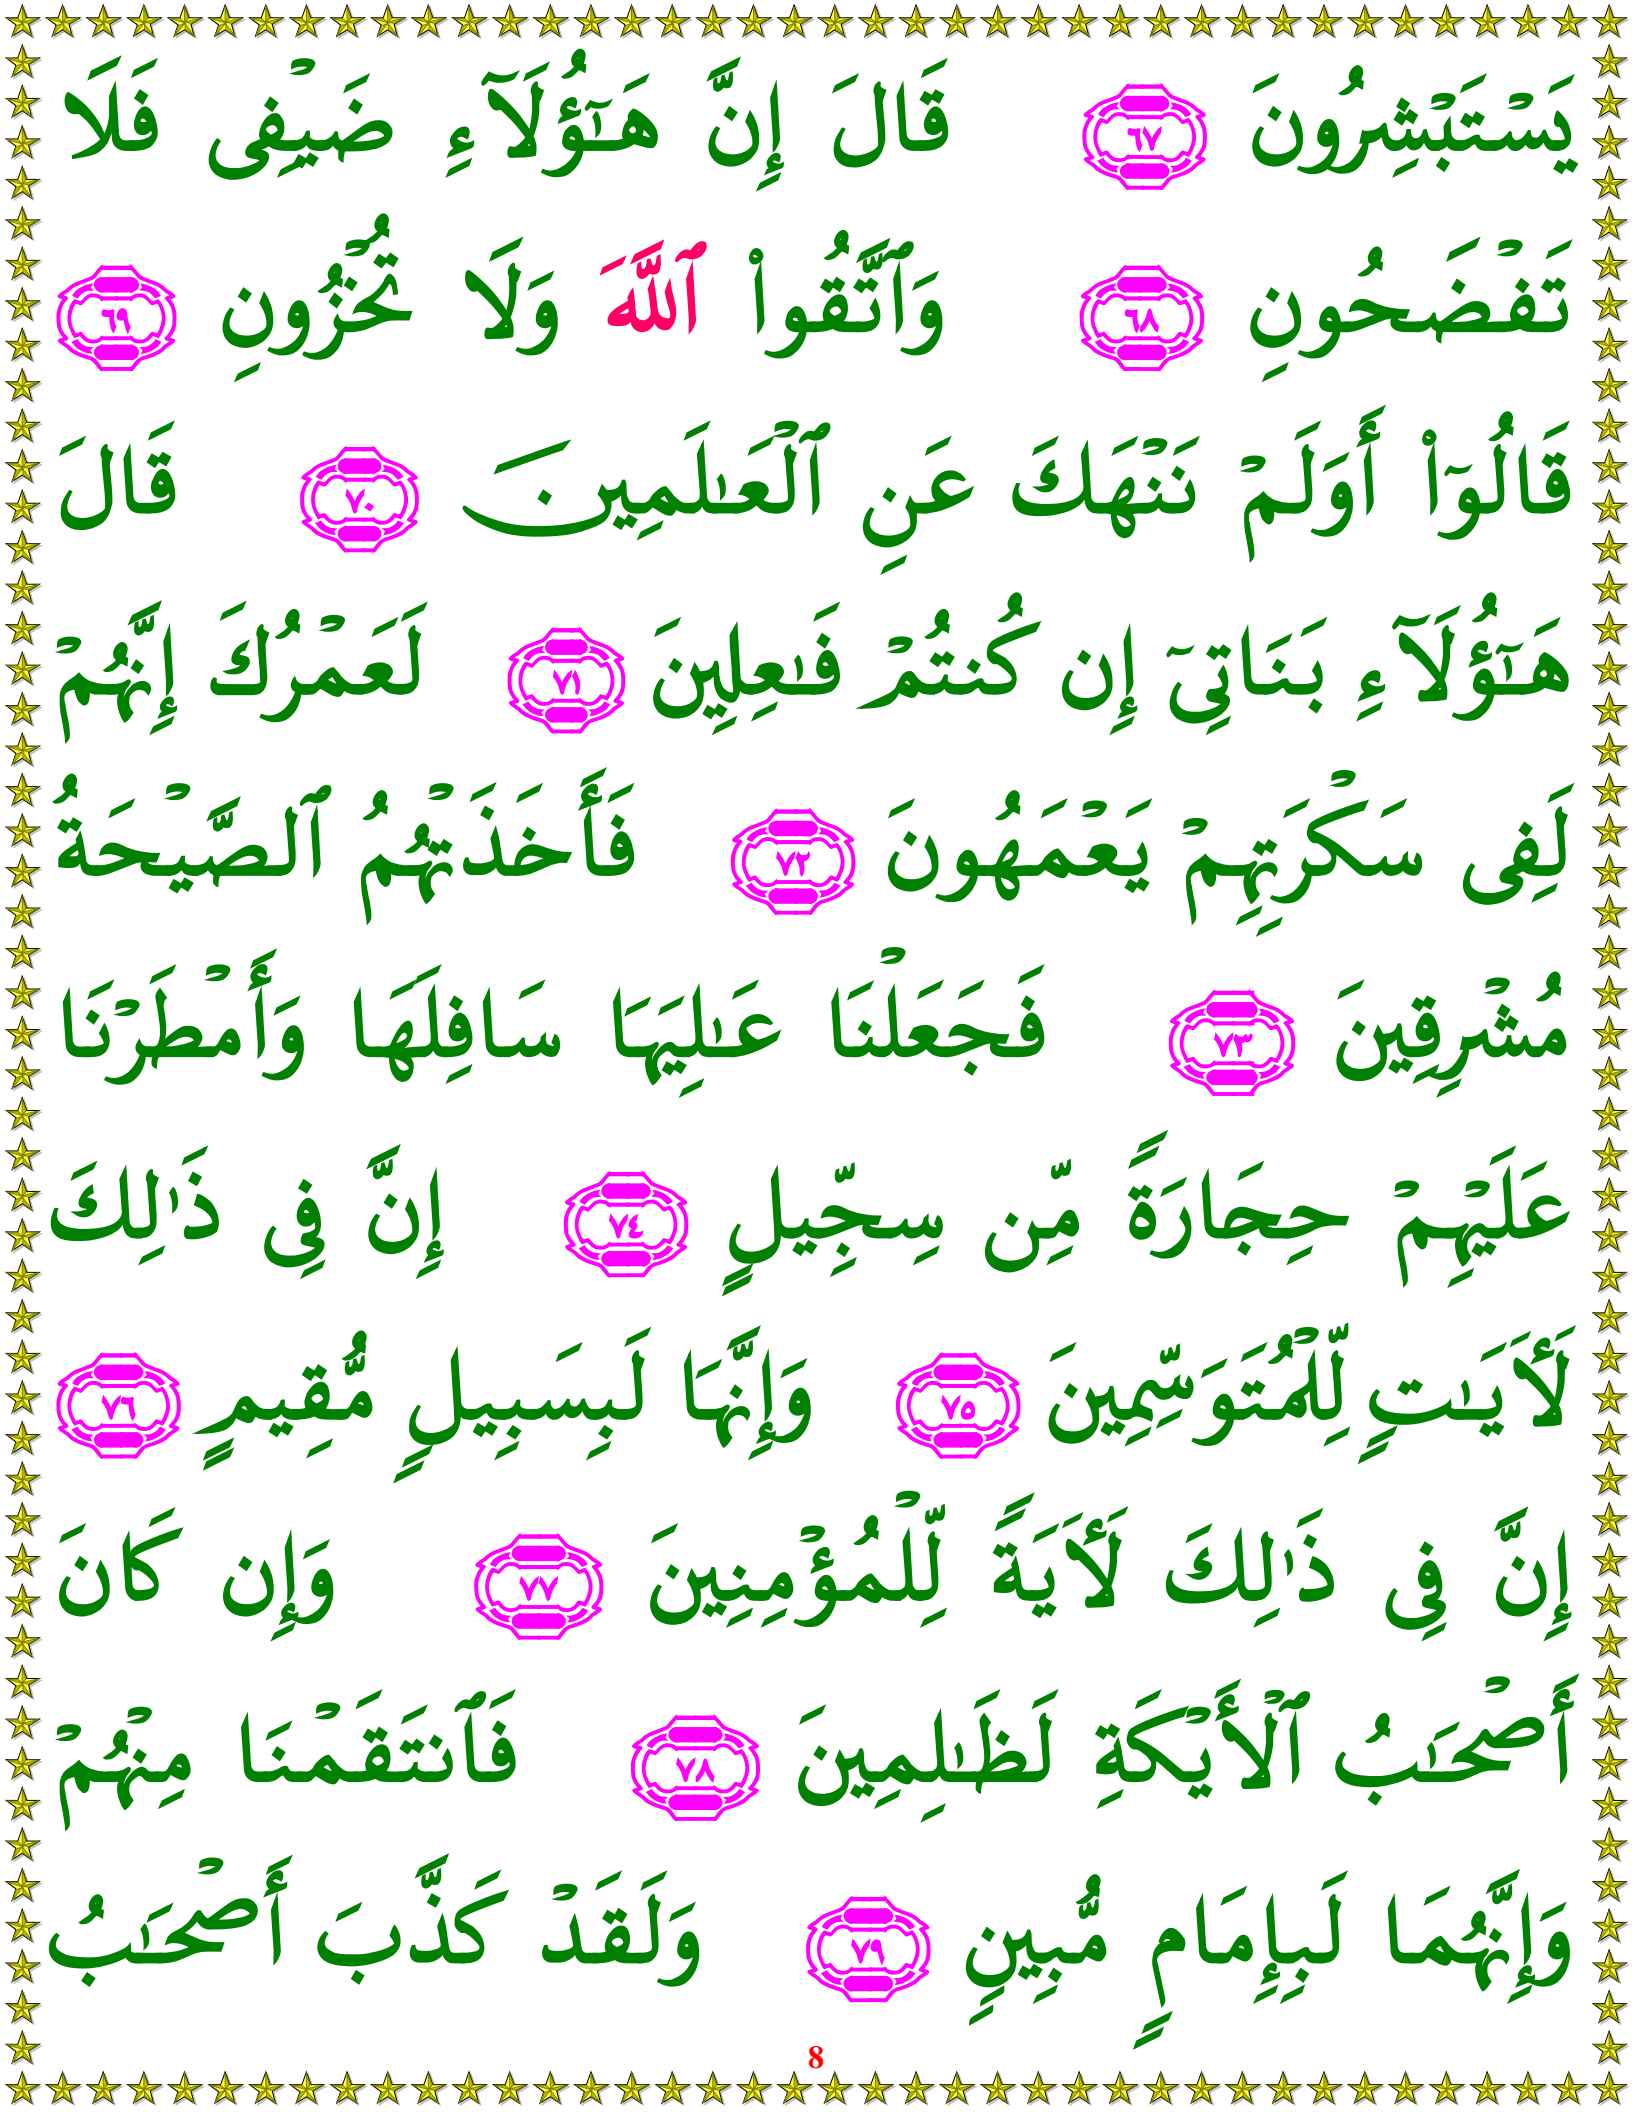 يَسْتَبْشِرُونَ ٦٧ قَالَ إِنَّ هَـٰٓؤُلَآءِ ضَيْفِى فَلَا
تَفْضَحُونِ ٦٨ وَٱتَّقُوا۟ ٱللَّهَ وَلَا تُخْزُونِ ٦٩
قَالُوٓا۟ أَوَلَمْ نَنْهَكَ عَنِ ٱلْعَـٰلَمِينَ ٧٠ قَالَ
هَـٰٓؤُلَآءِ بَنَاتِىٓ إِن كُنتُمْ فَـٰعِلِينَ ٧١ لَعَمْرُكَ إِنَّهُمْ
لَفِى سَكْرَتِهِمْ يَعْمَهُونَ ٧٢ فَأَخَذَتْهُمُ ٱلصَّيْحَةُ
مُشْرِقِينَ ٧٣ فَجَعَلْنَا عَـٰلِيَهَا سَافِلَهَا وَأَمْطَرْنَا
عَلَيْهِمْ حِجَارَةً مِّن سِجِّيلٍ ٧٤ إِنَّ فِى ذَٰلِكَ
لَأَيَـٰتٍ لِّلْمُتَوَسِّمِينَ ٧٥ وَإِنَّهَا لَبِسَبِيلٍ مُّقِيمٍ ٧٦
إِنَّ فِى ذَٰلِكَ لَأَيَةً لِّلْمُؤْمِنِينَ ٧٧ وَإِن كَانَ
أَصْحَـٰبُ ٱلْأَيْكَةِ لَظَـٰلِمِينَ ٧٨ فَٱنتَقَمْنَا مِنْهُمْ
وَإِنَّهُمَا لَبِإِمَامٍ مُّبِينٍ ٧٩ وَلَقَدْ كَذَّبَ أَصْحَـٰبُ
8